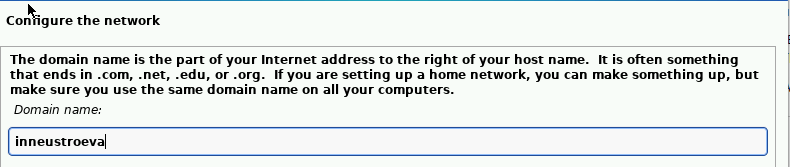 Configure the network
The domain name is the part of your Internet address to the right of your host name.  It is often something
that ends in .com, .net, .edu, or .org.  If you are setting up a home network, you can make something up, but
make sure you use the same domain name on all your computers.
Domain name:
inneustroeva